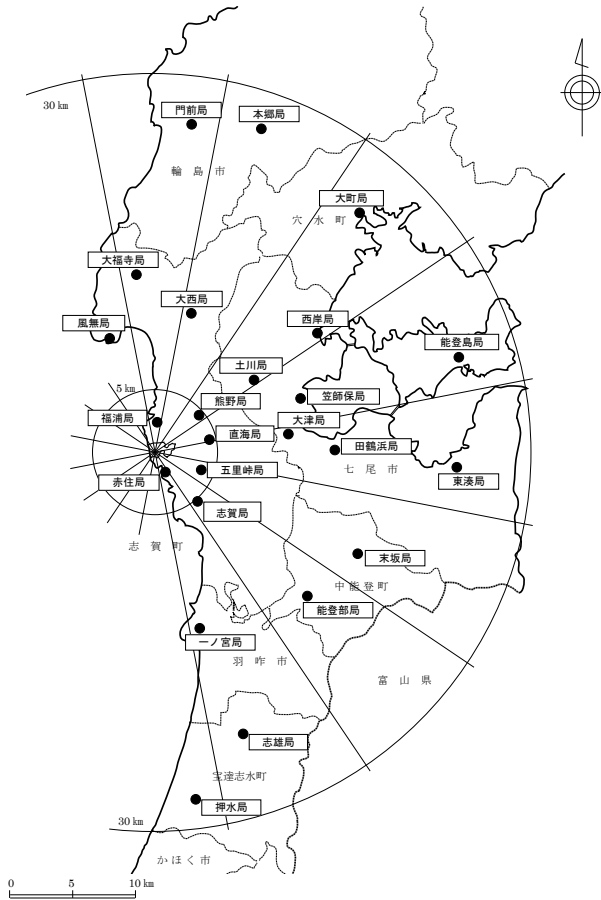 30 km
門前局
本郷局
輪島市
大町局
穴水町
大福寺局
大西局
風無局
西岸局
能登島局
土川局
5 km
熊野局
笠師保局
福浦局
直海局
大津局
田鶴浜局
七尾市
五里峠局
赤住局
東湊局
志賀局
志賀町
末坂局
中能登町
能登部局
一ノ宮局
羽咋市
富山県
志雄局
宝達志水町
押水局
30 km
かほく市
0 5 10 km